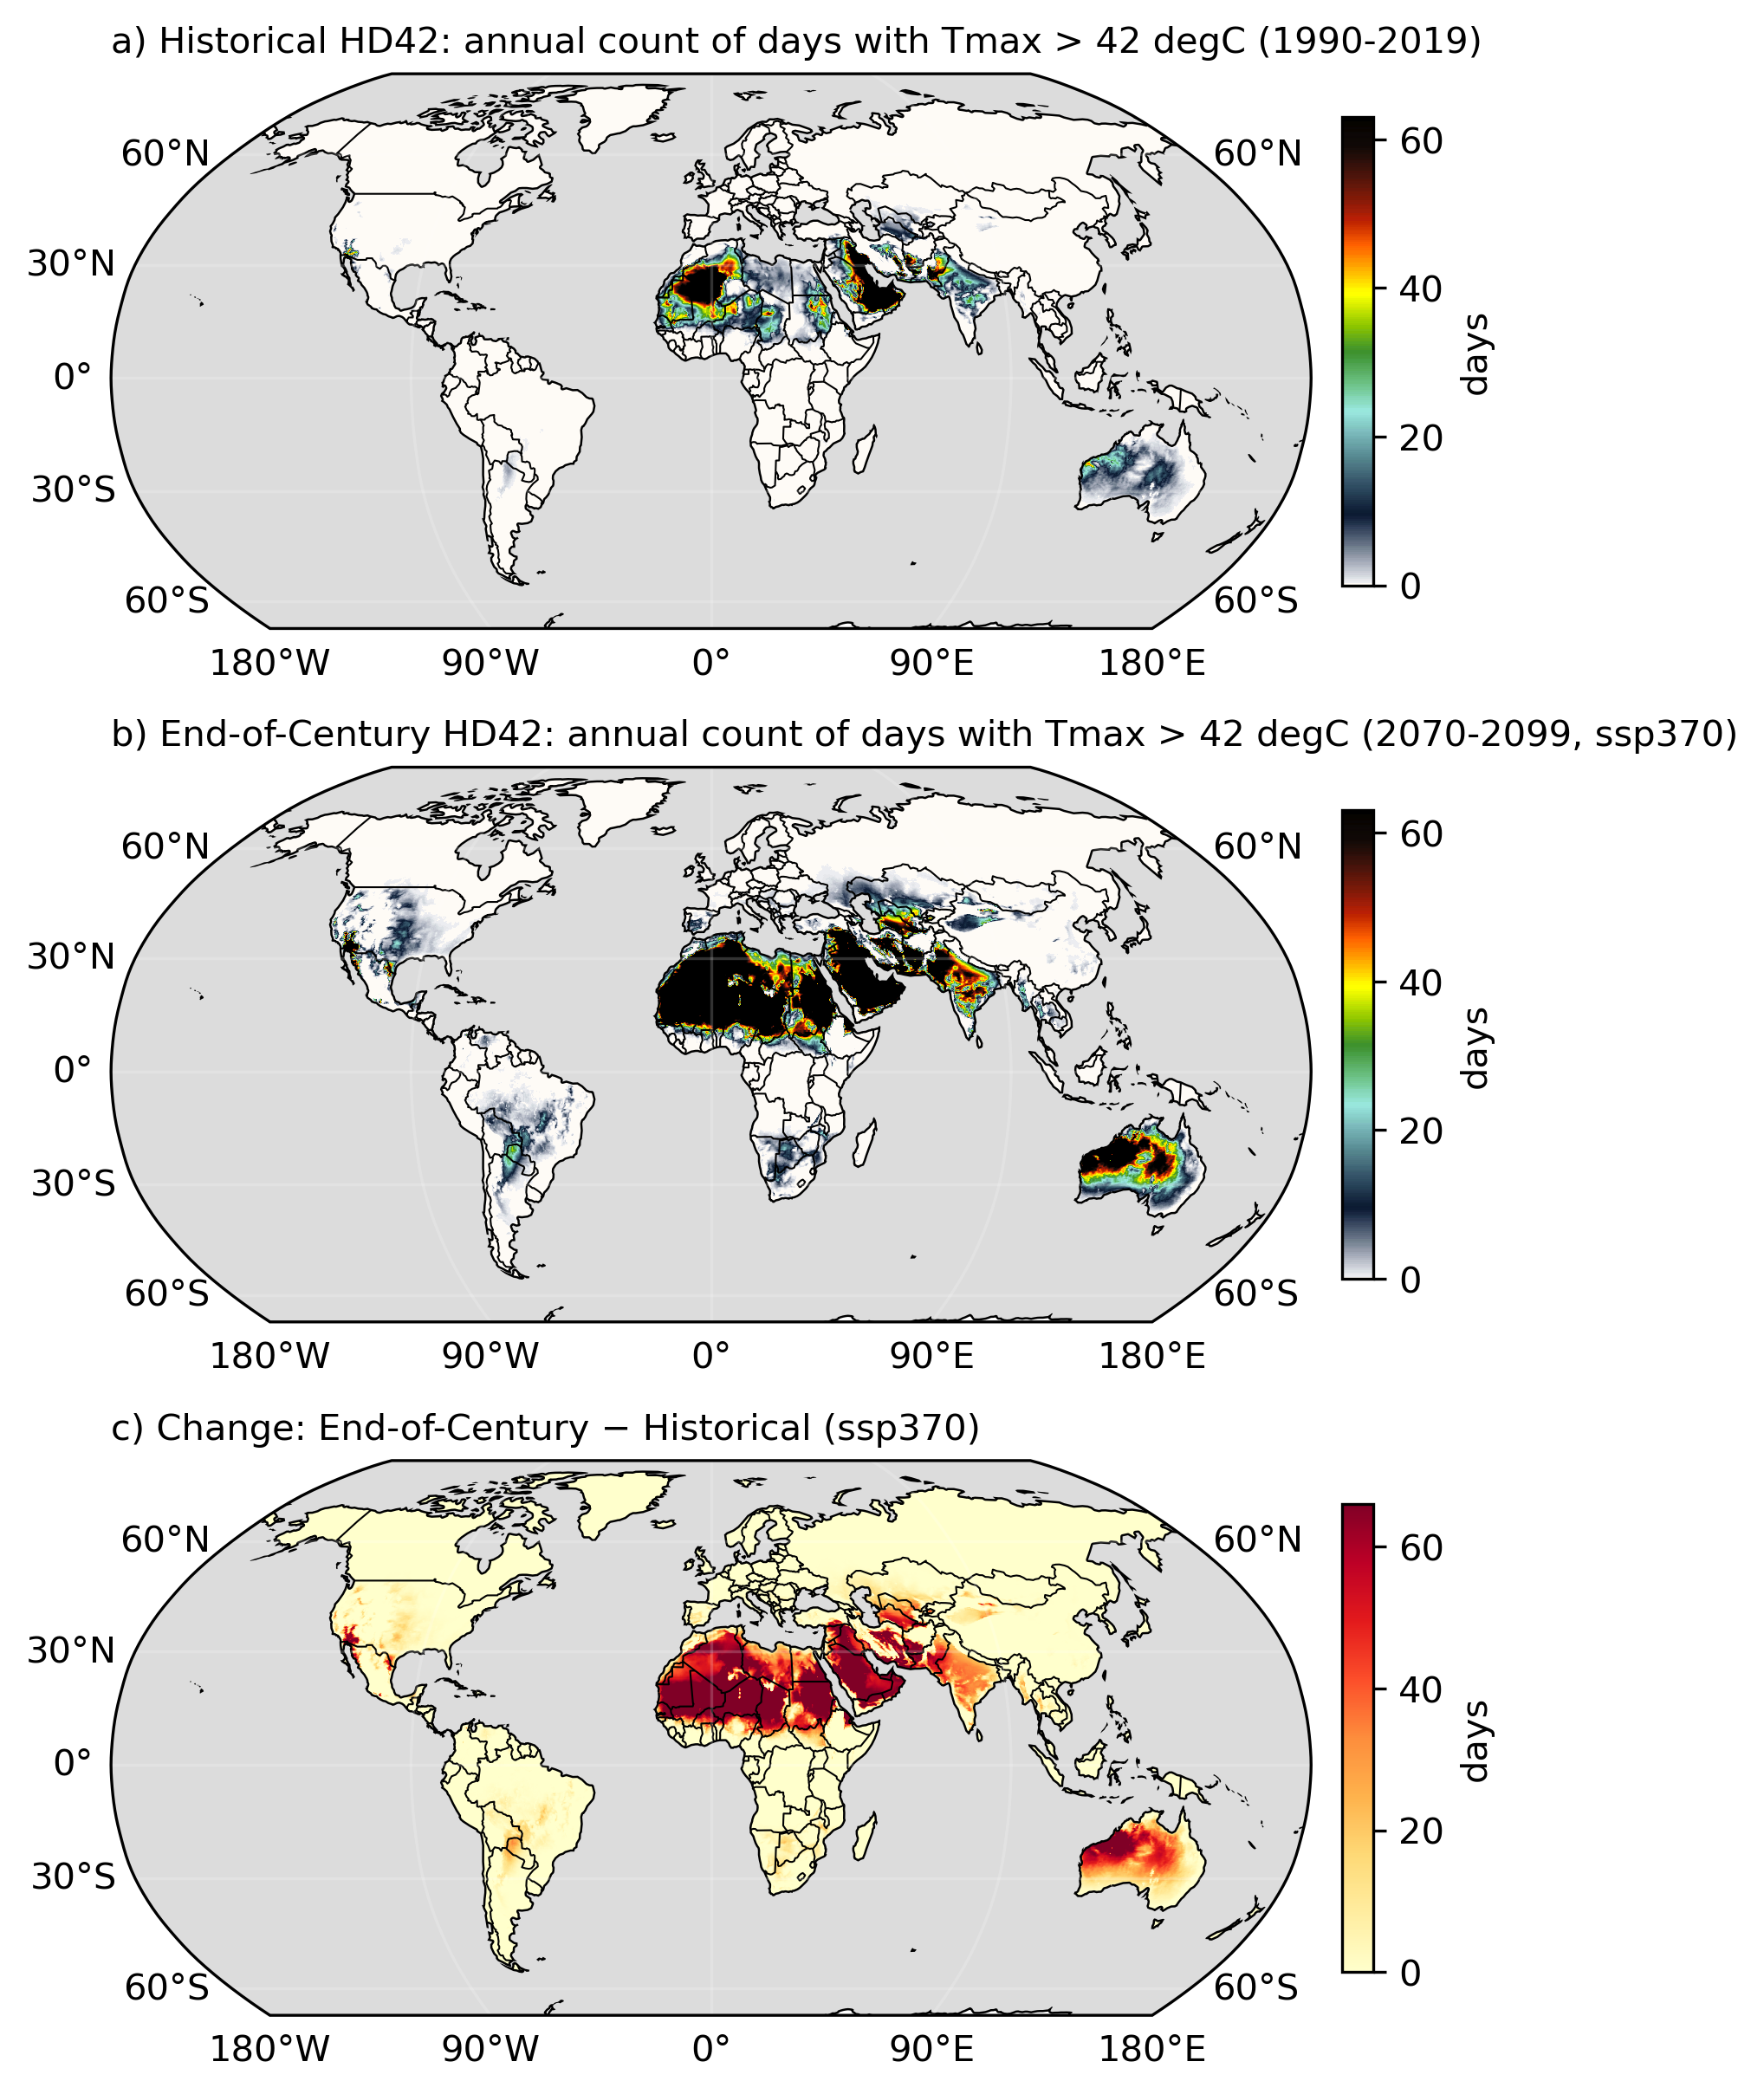 a) Historical HD42: annual count of days with Tmax > 42 degC (1990-2019)
60°N 60°N 60
30°N 40
0° days
20
30°S
60°S 60°S 0
180°W 90°W 0° 90°E 180°E
b) End-of-Century HD42: annual count of days with Tmax > 42 degC (2070-2099, ssp370)
60°N 60°N 60
30°N 40
0° days
20
30°S
60°S 60°S 0
180°W 90°W 0° 90°E 180°E
c) Change: End-of-Century − Historical (ssp370)
60°N 60°N 60
30°N 40
0° days
20
30°S
60°S 60°S 0
180°W 90°W 0° 90°E 180°E